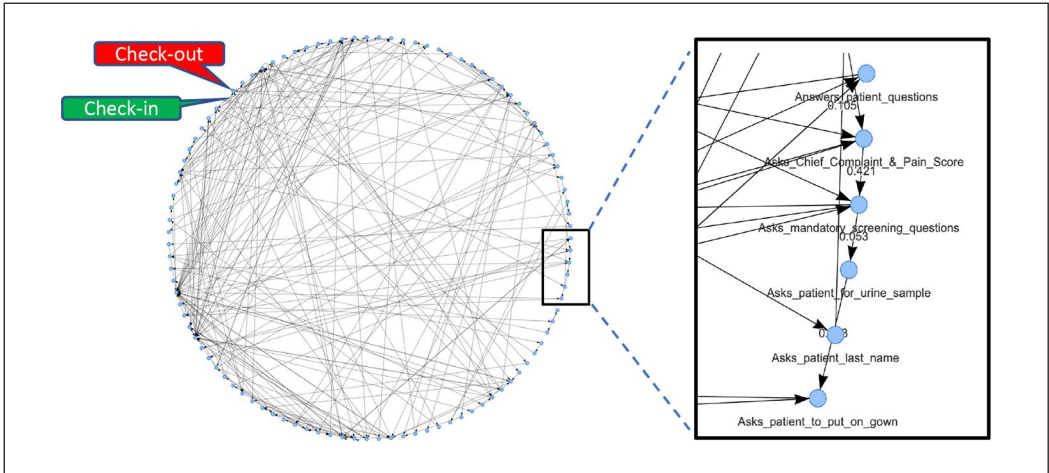 Check-out
Check-in
Answers_patient_questions
0.105
Asks_Chief_Complaint_&_Pain_Score
0.421
Asks_mandatory_screening_questions
0.053
Asks_patient_for_urine_sample
Asks_patient_last_name
Asks_patient_to_put_on_gown